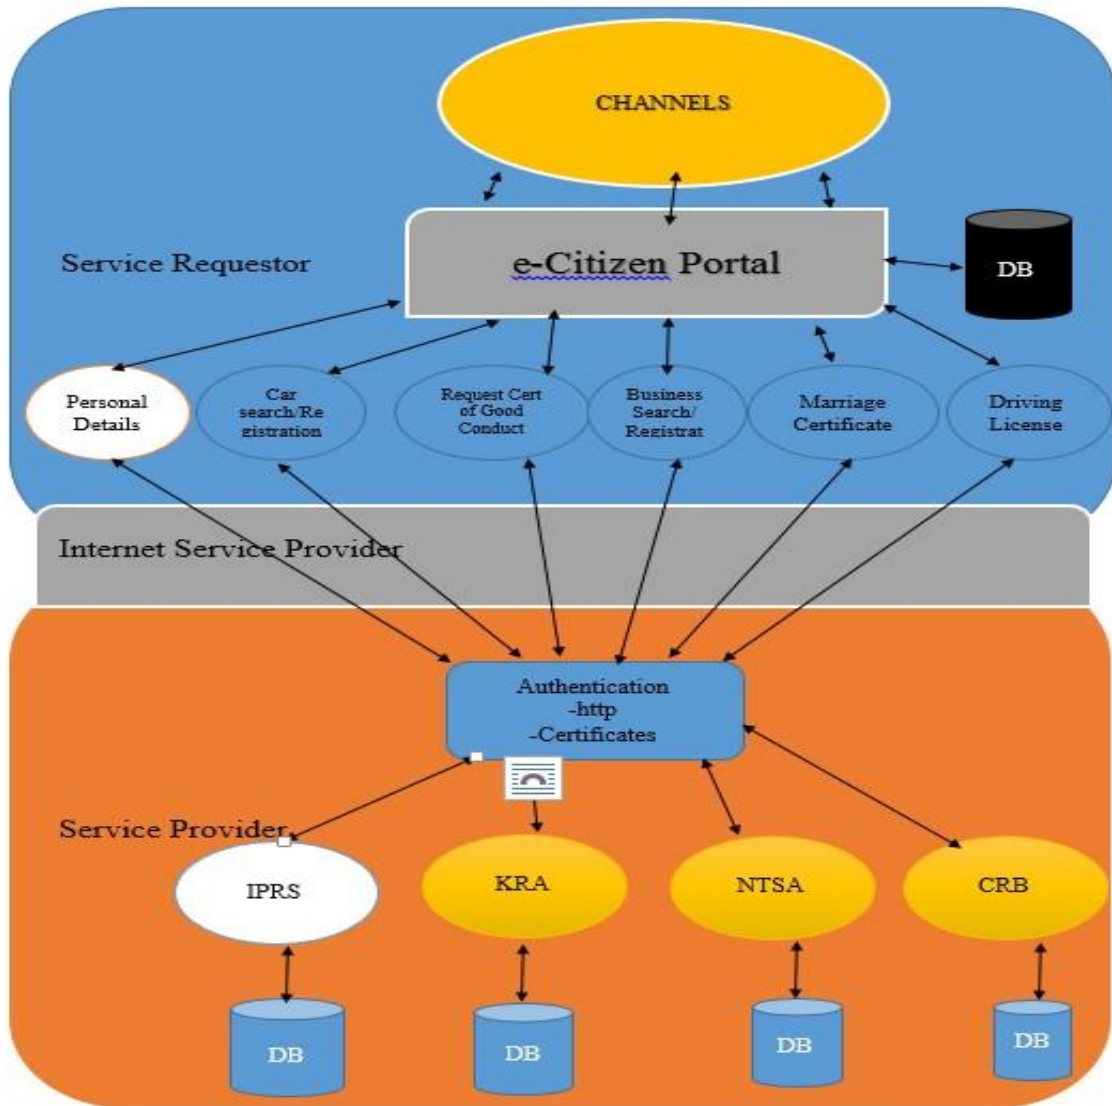 CHANNELS
e-Citizen Portal
Service Requestor
DB
Personal
Details
Car
search/Re
gistration
Request Cert
of Good
Conduct
Business
Search/
Registrat
Marriage
Certificate
Driving
License
Internet Service Provider
Authentication
-http
-Certificates
Service Provider
IPRS
KRA
NTSA
CRB
DB
DB
DB
DB